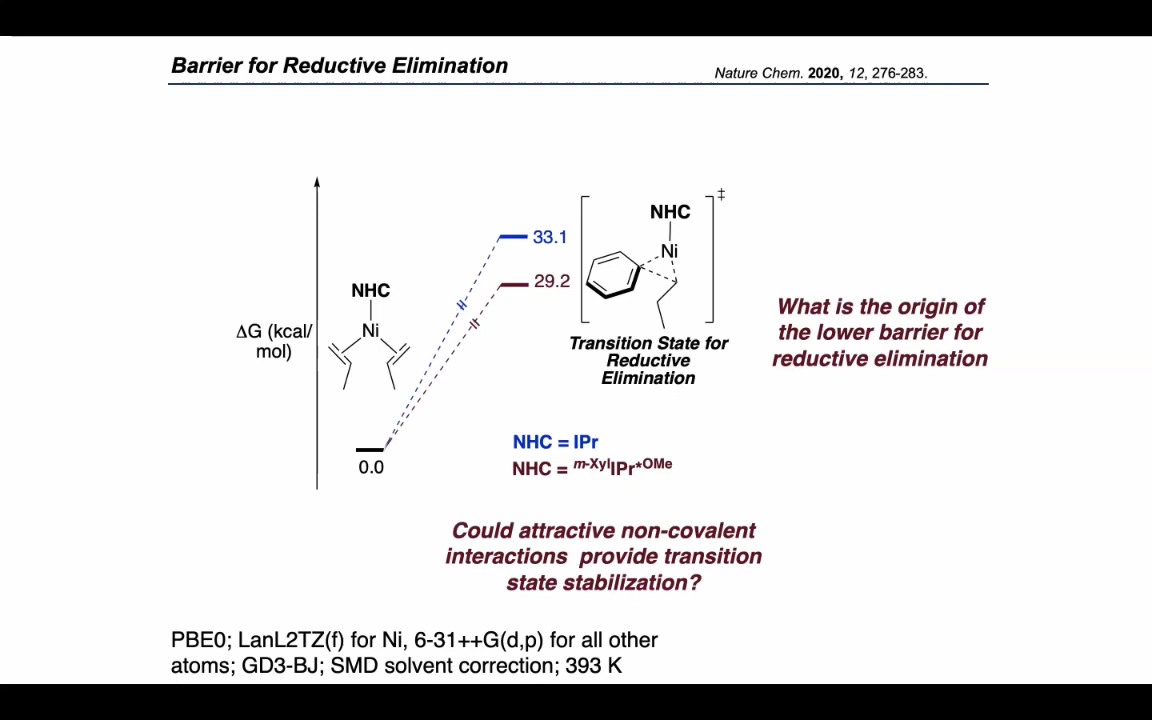 Barrier for Reductive Elimination
Nature Chem. 2020, 12, 276-283.
NHC
Ni
‡
33.1
29.2
NHC
Ni
ΔG (kcal/
mol)
0.0
Transition State for
Reductive
Elimination
What is the origin of
the lower barrier for
reductive elimination
NHC = IPr
NHC = m-XylIPr*OMe
Could attractive non-covalent
interactions provide transition
state stabilization?
PBE0; LanL2TZ(f) for Ni, 6-31++G(d,p) for all other
atoms; GD3-BJ; SMD solvent correction; 393 K